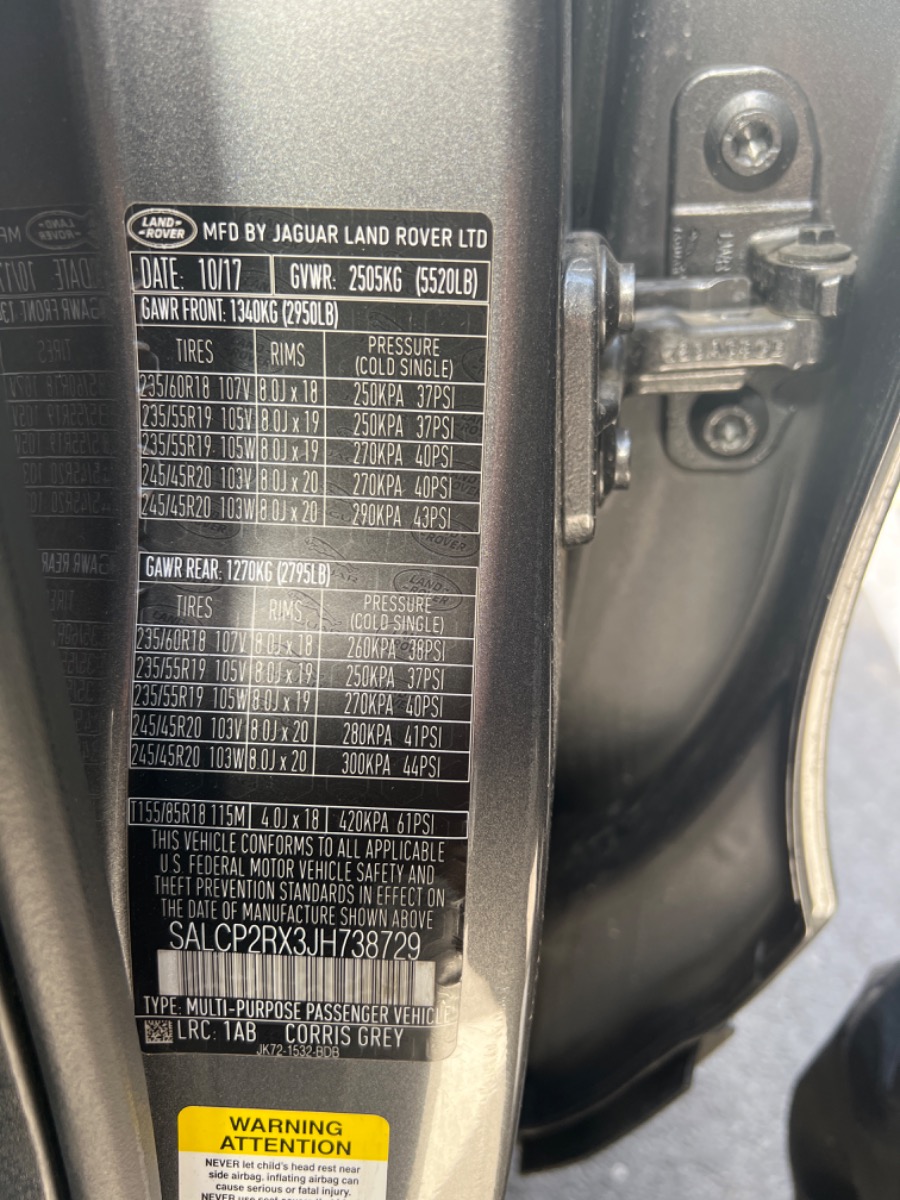 LAND ROVER MFD BY JAGUAR LAND ROVER LTD
DATE: 10/17 GVWR: 2505KG (5520LB)
GAWR FRONT: 1340KG (2950LB)
TIRES RIMS PRESSURE (COLD SINGLE)
235/60R18 107V 8.0J x 18 250KPA 37PSI
235/55R19 105V 8.0J x 19 250KPA 37PSI
235/55R19 105W 8.0J x 19 270KPA 40PSI
245/45R20 103V 8.0J x 20 270KPA 40PSI
245/45R20 103W 8.0J x 20 290KPA 43PSI
GAWR REAR: 1270KG (2795LB)
TIRES RIMS PRESSURE (COLD SINGLE)
235/60R18 107V 8.0J x 18 260KPA 38PSI
235/55R19 105V 8.0J x 19 250KPA 37PSI
235/55R19 105W 8.0J x 19 270KPA 40PSI
245/45R20 103V 8.0J x 20 280KPA 41PSI
245/45R20 103W 8.0J x 20 300KPA 44PSI
T155/85R18 115M 4.0J x 18 420KPA 61PSI
THIS VEHICLE CONFORMS TO ALL APPLICABLE
U.S. FEDERAL MOTOR VEHICLE SAFETY AND
THEFT PREVENTION STANDARDS IN EFFECT ON
THE DATE OF MANUFACTURE SHOWN ABOVE
SALCP2RX3JH738729
TYPE: MULTI-PURPOSE PASSENGER VEHICLE
LRC: 1AB CORRIS GREY
JK72-1532-BDB
WARNING
ATTENTION
NEVER let child's head rest near
side airbag. inflating airbag can
cause serious or fatal injury.